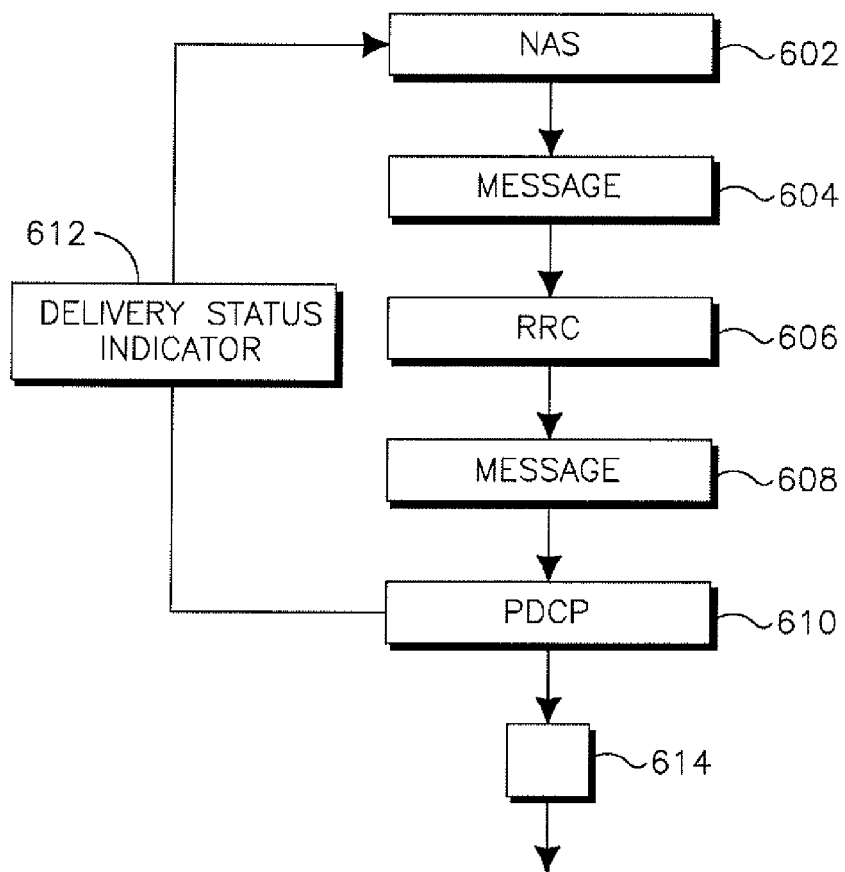 NAS
602
MESSAGE
604
612
DELIVERY STATUS
INDICATOR
RRC
606
MESSAGE
608
PDCP
610
614